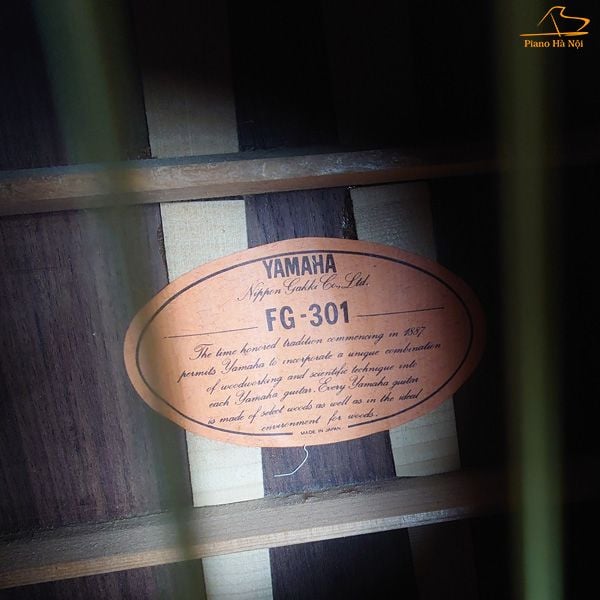 Piano Hà Nội
YAMAHA
Nippon Gakki Co., Ltd.
FG-301
The time honored tradition commencing in 1887
permits Yamaha to incorporate a unique combination
of woodworking and scientific technique into
each Yamaha guitar. Every Yamaha guitar
is made of select woods as well as in the ideal
environment for woods.
MADE IN JAPAN